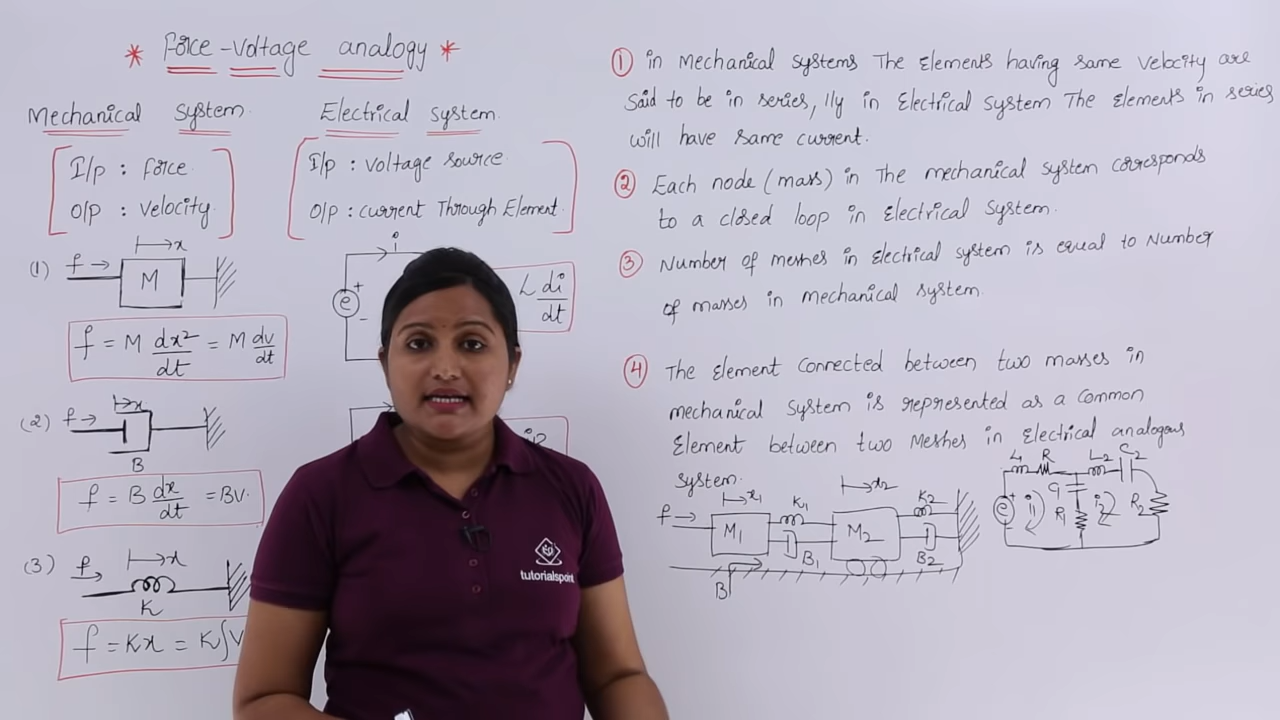 * Force-Voltage analogy *
Mechanical system.
I/p : force
O/p : velocity.
(1) f → M ↦x
f = M dx²/dt = M dv/dt
(2) f → ↦x
B
f = B dx/dt = Bv.
(3) f → ↦x
K
f = Kx = K∫v
Electrical system.
I/p : voltage source
O/p : current Through Element.
i
e + -
L di/dt
iR
tutorialspoint
① in Mechanical systems The Elements having same velocity are
said to be in series, lly in Electrical system The elements in series
will have same current.
② Each node (mass) in The mechanical system corresponds
to a closed loop in Electrical system.
③ Number of meshes in Electrical system is equal to Number
of masses in mechanical system.
④ The Element connected between two masses in
mechanical system is represented as a common
Element between two Meshes in Electrical analogous
system.
f → M1 ↦x1 K1 B1 M2 ↦x2 K2 B2
B
e + - L1 R i1 C1 R1 L2 C2 i2 R2